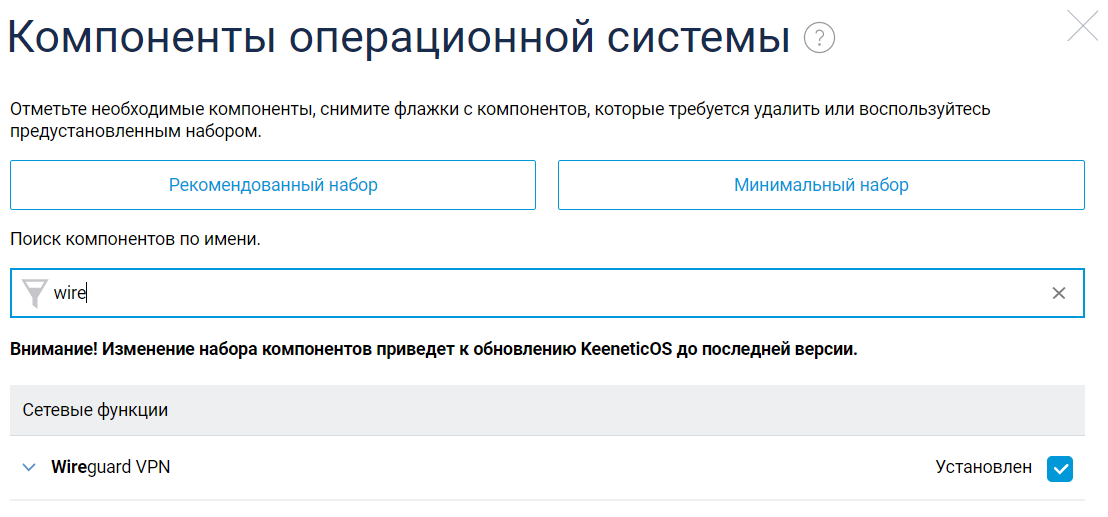 Компоненты операционной системы ?
Отметьте необходимые компоненты, снимите флажки с компонентов, которые требуется удалить или воспользуйтесь
предустановленным набором.
Рекомендованный набор
Минимальный набор
Поиск компонентов по имени.
wire
Внимание! Изменение набора компонентов приведет к обновлению KeeneticOS до последней версии.
Сетевые функции
Wireguard VPN
Установлен